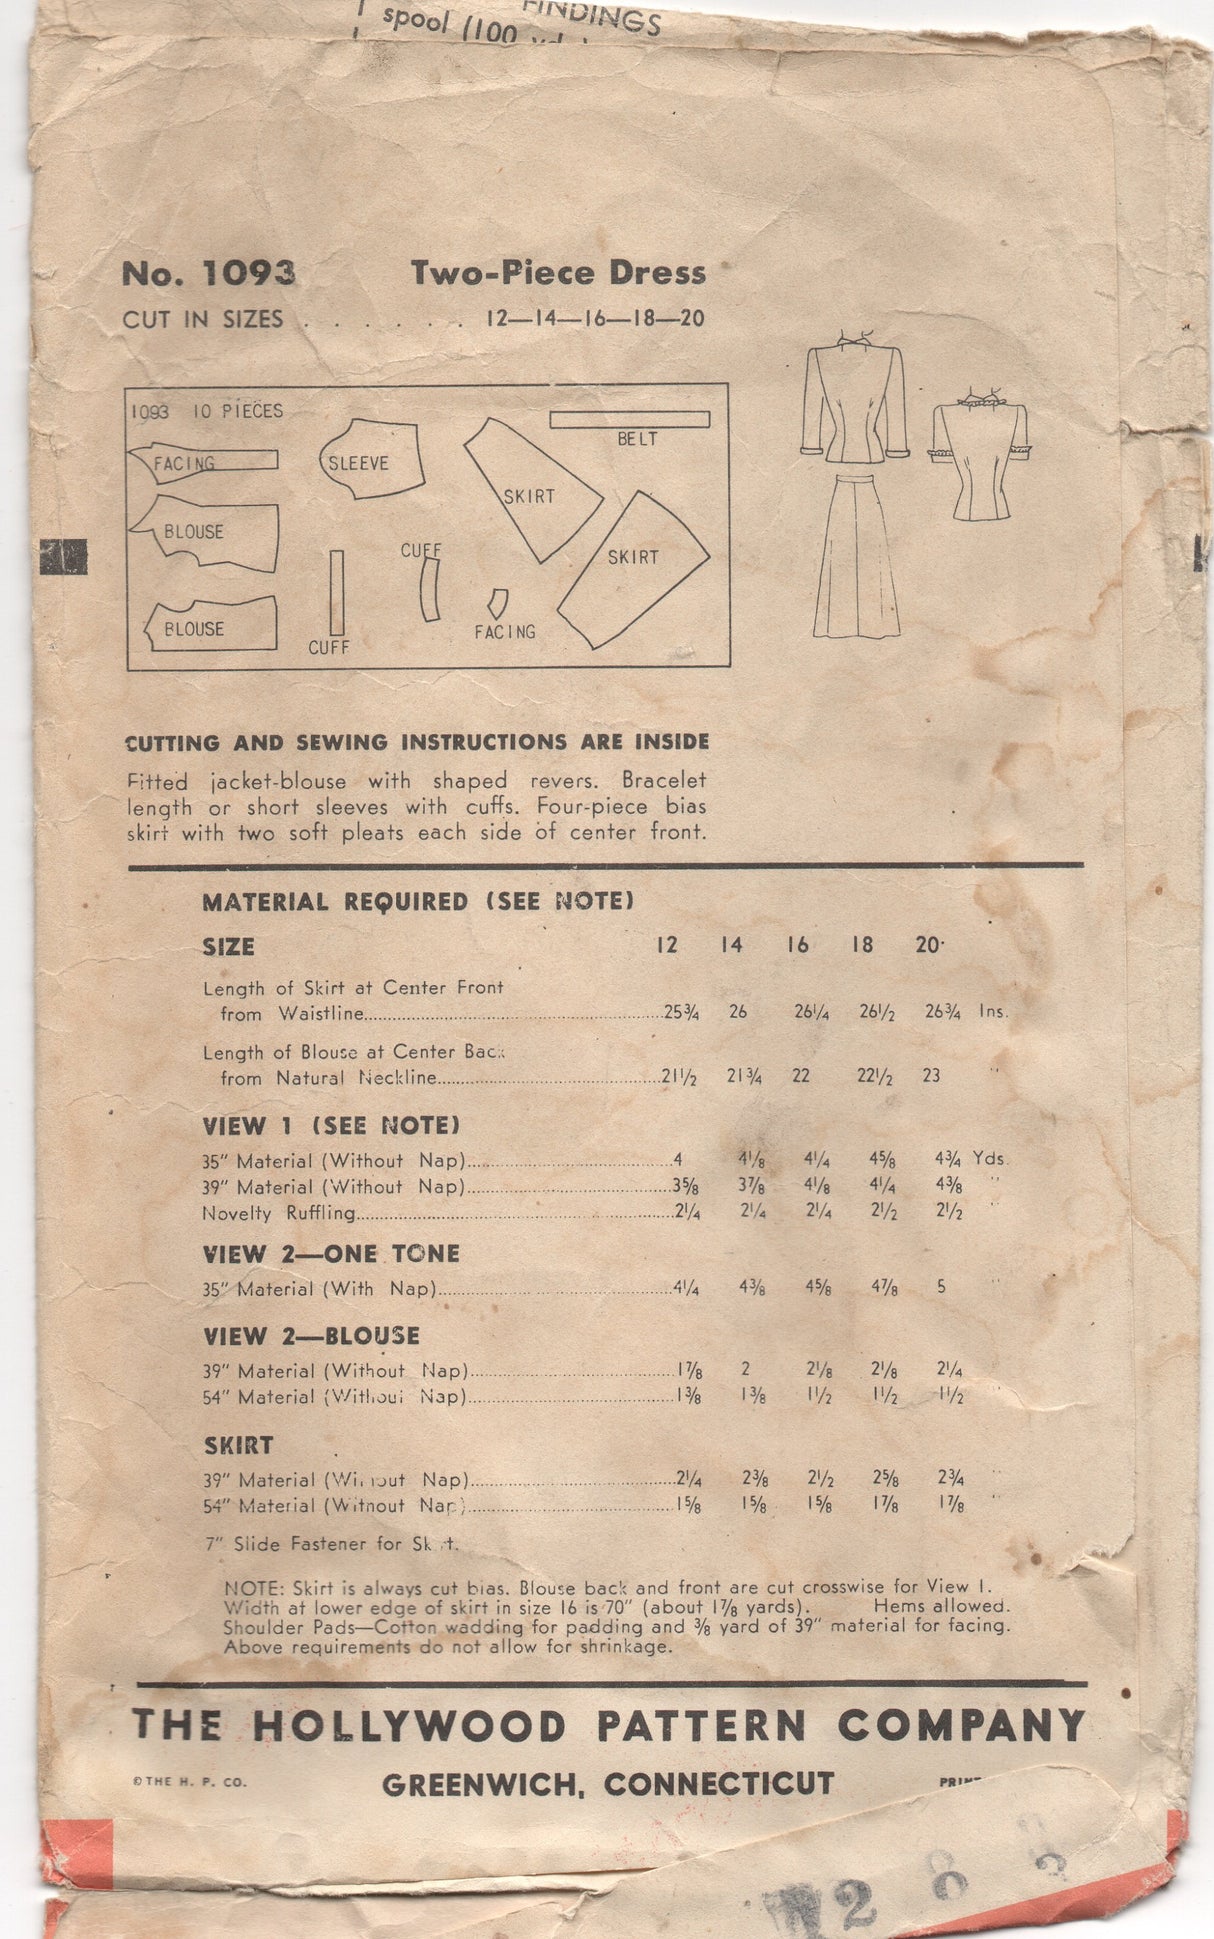 FINDINGS
spool (100 yd.)
No. 1093 Two-Piece Dress
CUT IN SIZES . . . . . . . 12—14—16—18—20
1093 10 PIECES
BELT
FACING
SLEEVE
SKIRT
BLOUSE
CUFF
SKIRT
BLOUSE
FACING
CUFF
CUTTING AND SEWING INSTRUCTIONS ARE INSIDE
Fitted jacket-blouse with shaped revers. Bracelet
length or short sleeves with cuffs. Four-piece bias
skirt with two soft pleats each side of center front.
MATERIAL REQUIRED (SEE NOTE)
SIZE 12 14 16 18 20
Length of Skirt at Center Front
from Waistline 25¾ 26 26¼ 26½ 26¾ Ins.
Length of Blouse at Center Back
from Natural Neckline 21½ 21¾ 22 22½ 23 "
VIEW 1 (SEE NOTE)
35" Material (Without Nap) 4 4⅛ 4¼ 4⅝ 4¾ Yds.
39" Material (Without Nap) 3⅝ 3⅞ 4⅛ 4¼ 4⅜ "
Novelty Ruffling 2¼ 2¼ 2¼ 2½ 2½ "
VIEW 2—ONE TONE
35" Material (With Nap) 4¼ 4⅜ 4⅝ 4⅞ 5 "
VIEW 2—BLOUSE
39" Material (Without Nap) 1⅞ 2 2⅛ 2⅛ 2¼ "
54" Material (Without Nap) 1⅜ 1⅜ 1½ 1½ 1½ "
SKIRT
39" Material (Without Nap) 2¼ 2⅜ 2½ 2⅝ 2¾ "
54" Material (Without Nap) 1⅝ 1⅝ 1⅝ 1⅞ 1⅞ "
7" Slide Fastener for Skirt.
NOTE: Skirt is always cut bias. Blouse back and front are cut crosswise for View 1.
Width at lower edge of skirt in size 16 is 70" (about 1⅞ yards). Hems allowed.
Shoulder Pads—Cotton wadding for padding and ⅜ yard of 39" material for facing.
Above requirements do not allow for shrinkage.
THE HOLLYWOOD PATTERN COMPANY
©THE H. P. CO. GREENWICH, CONNECTICUT
2